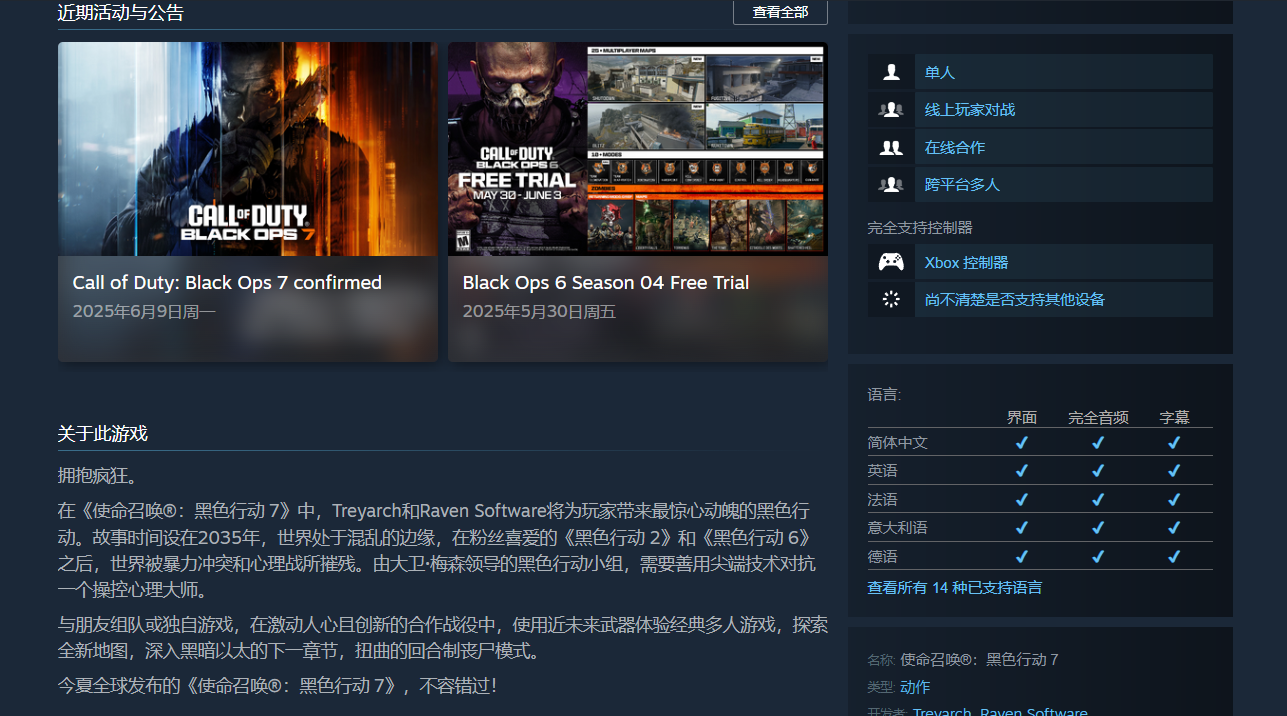 近期活动与公告
查看全部
CALL OF DUTY
BLACK OPS 7
CALL OF DUTY
BLACK OPS 6
FREE TRIAL
MAY 30 - JUNE 3
25+ MULTIPLAYER MAPS
ZOMBIES
Call of Duty: Black Ops 7 confirmed
2025年6月9日周一
Black Ops 6 Season 04 Free Trial
2025年5月30日周五
关于此游戏
拥抱疯狂。
在《使命召唤®：黑色行动 7》中，Treyarch和Raven Software将为玩家带来最惊心动魄的黑色行
动。故事时间设在2035年，世界处于混乱的边缘，在粉丝喜爱的《黑色行动 2》和《黑色行动 6》
之后，世界被暴力冲突和心理战所摧残。由大卫·梅森领导的黑色行动小组，需要善用尖端技术对抗
一个操控心理大师。
与朋友组队或独自游戏，在激动人心且创新的合作战役中，使用近未来武器体验经典多人游戏，探索
全新地图，深入黑暗以太的下一章节，扭曲的回合制丧尸模式。
今夏全球发布的《使命召唤®：黑色行动 7》，不容错过！
单人
线上玩家对战
在线合作
跨平台多人
完全支持控制器
Xbox 控制器
尚不清楚是否支持其他设备
语言:
界面 完全音频 字幕
简体中文 ✔ ✔ ✔
英语 ✔ ✔ ✔
法语 ✔ ✔ ✔
意大利语 ✔ ✔ ✔
德语 ✔ ✔ ✔
查看所有 14 种已支持语言
名称: 使命召唤®：黑色行动 7
类型: 动作
开发者: Treyarch, Raven Software